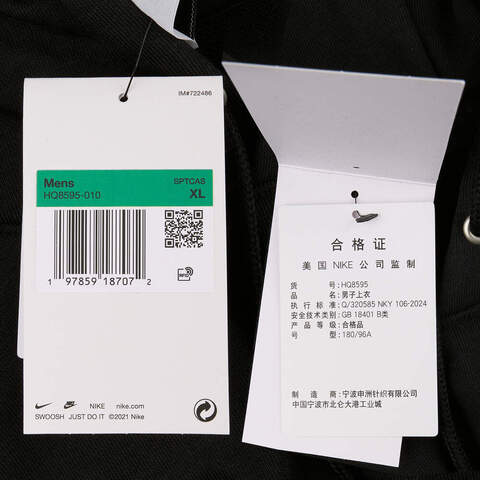 IM#722486
Mens SPTCAS
HQ8595-010 XL
1 97859 18707 2
NIKE nike.com
SWOOSH JUST DO IT ©2021 Nike
合格证
美国 NIKE 公司监制
货号:HQ8595
品名:男子上衣
执行标准:Q/320585 NKY 106-2024
安全技术类别:GB 18401 B类
产品等级:合格品
号型:180/96A
制造商:宁波申洲针织有限公司
中国宁波市北仑大港工业城